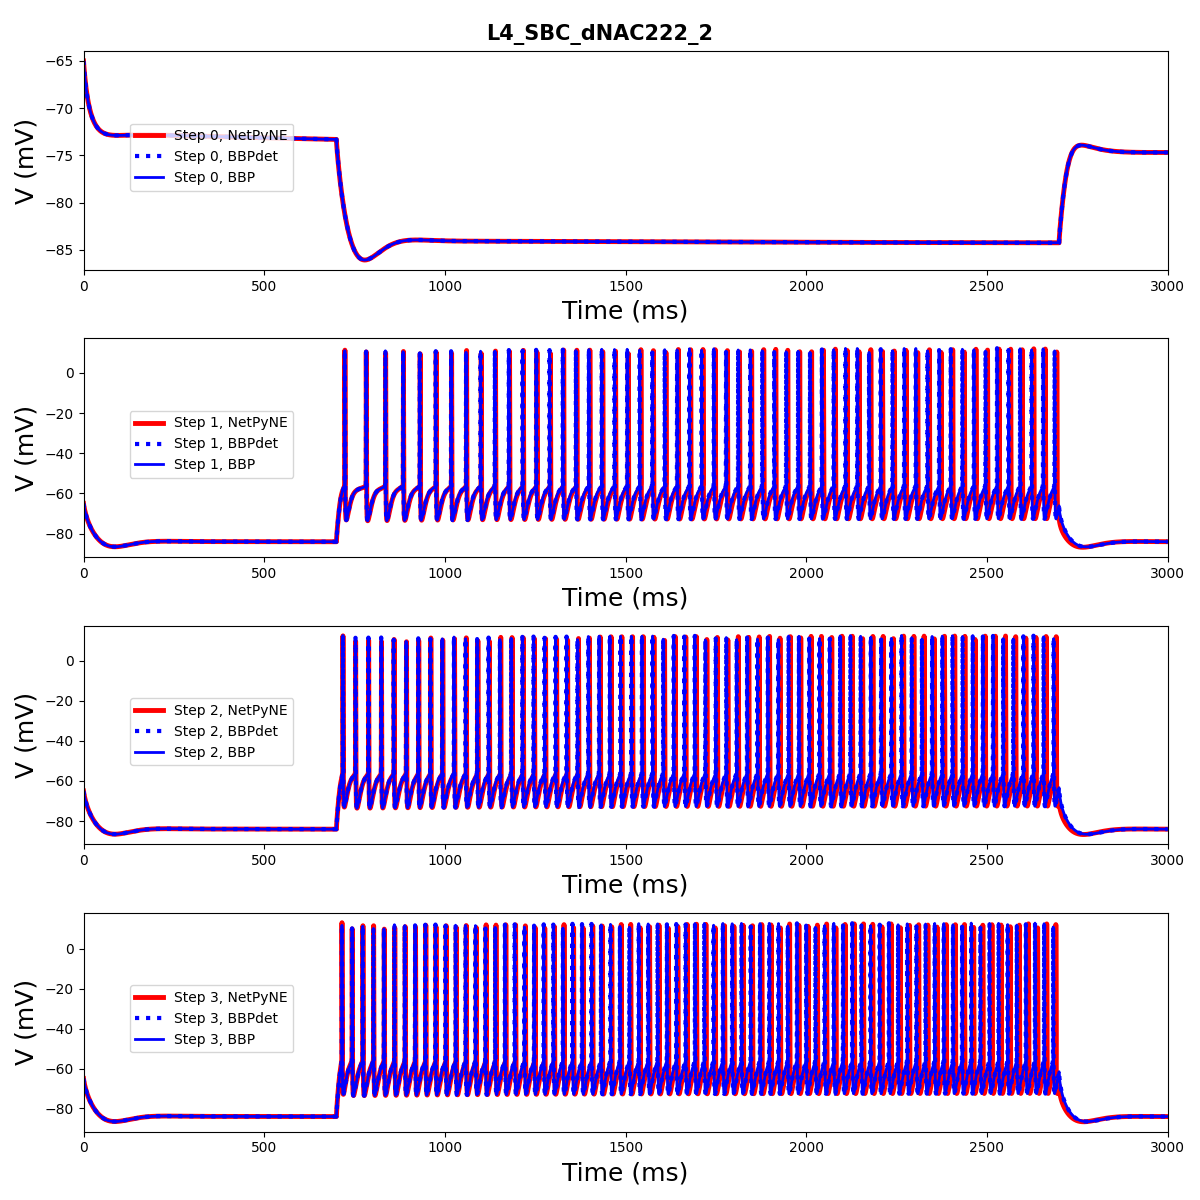 L4_SBC_dNAC222_2
−65
−70
−75
−80
−85
V (mV)
Step 0, NetPyNE
Step 0, BBPdet
Step 0, BBP
0 500 1000 1500 2000 2500 3000
Time (ms)
0
−20
−40
−60
−80
V (mV)
Step 1, NetPyNE
Step 1, BBPdet
Step 1, BBP
0 500 1000 1500 2000 2500 3000
Time (ms)
0
−20
−40
−60
−80
V (mV)
Step 2, NetPyNE
Step 2, BBPdet
Step 2, BBP
0 500 1000 1500 2000 2500 3000
Time (ms)
0
−20
−40
−60
−80
V (mV)
Step 3, NetPyNE
Step 3, BBPdet
Step 3, BBP
0 500 1000 1500 2000 2500 3000
Time (ms)